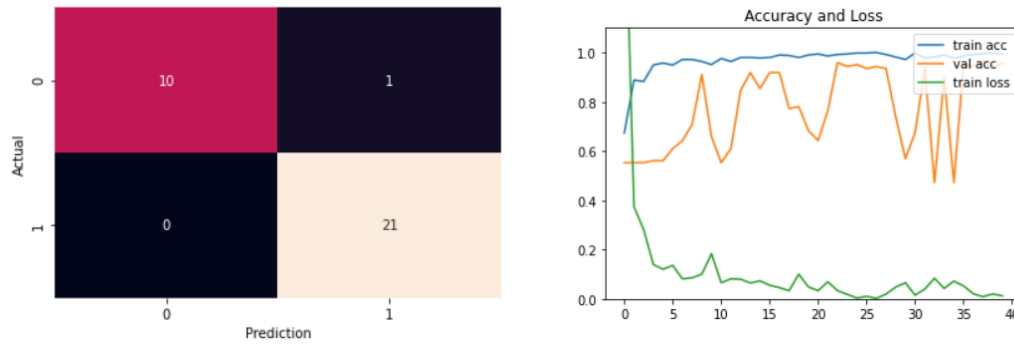 0
10
1
Actual
1
0
21
0
1
Prediction
Accuracy and Loss
1.0
0.8
0.6
0.4
0.2
0.0
train acc
val acc
train loss
0 5 10 15 20 25 30 35 40